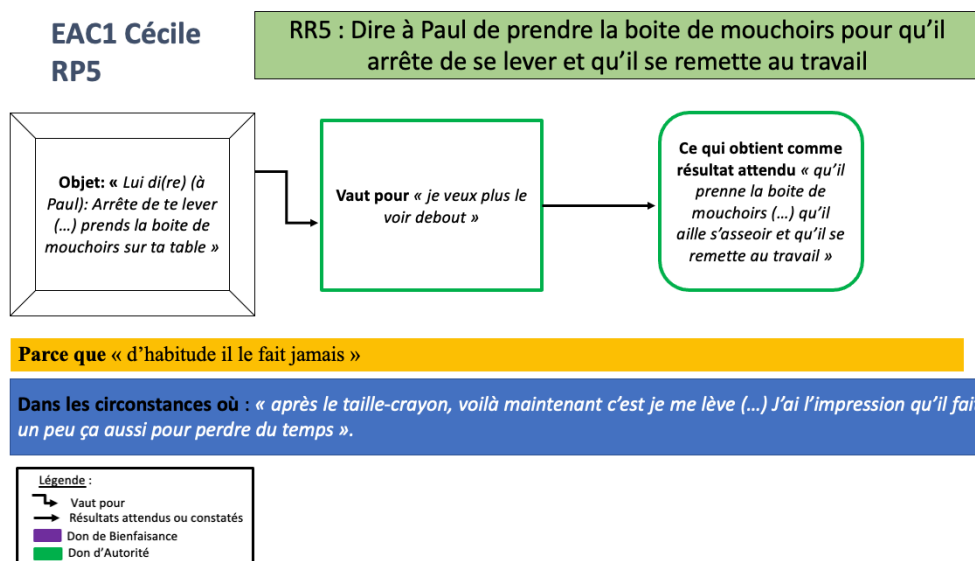 EAC1 Cécile
RP5
RR5 : Dire à Paul de prendre la boite de mouchoirs pour qu’il
arrête de se lever et qu’il se remette au travail
Objet: « Lui di(re) (à
Paul): Arrête de te lever
(…) prends la boite de
mouchoirs sur ta table »
Vaut pour « je veux plus le
voir debout »
Ce qui obtient comme
résultat attendu « qu’il
prenne la boite de
mouchoirs (…) qu’il
aille s’asseoir et qu’il se
remette au travail »
Parce que « d’habitude il le fait jamais »
Dans les circonstances où : « après le taille-crayon, voilà maintenant c’est je me lève (…) J’ai l’impression qu’il fait
un peu ça aussi pour perdre du temps ».
Légende :
Vaut pour
Résultats attendus ou constatés
Don de Bienfaisance
Don d’Autorité